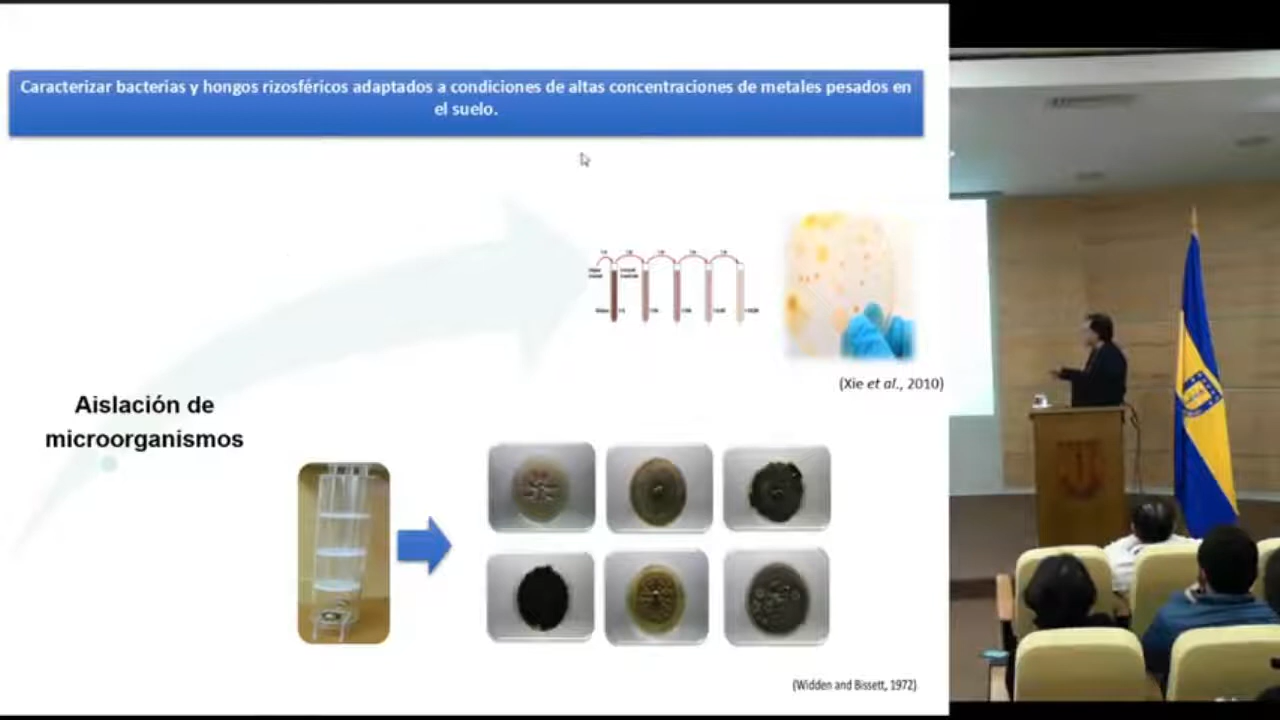 Caracterizar bacterias y hongos rizosféricos adaptados a condiciones de altas concentraciones de metales pesados en
el suelo.
(Xie et al., 2010)
Aislación de
microorganismos
(Widden and Bissett, 1972)